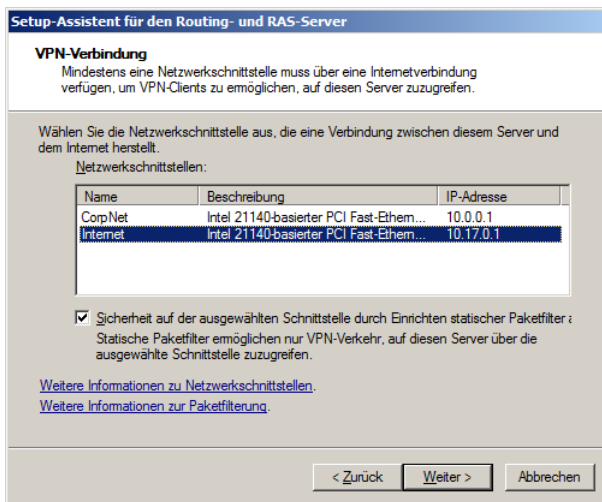 Setup-Assistent für den Routing- und RAS-Server
VPN-Verbindung
Mindestens eine Netzwerkschnittstelle muss über eine Internetverbindung
verfügen, um VPN-Clients zu ermöglichen, auf diesen Server zuzugreifen.
Wählen Sie die Netzwerkschnittstelle aus, die eine Verbindung zwischen diesem Server und
dem Internet herstellt.
Netzwerkschnittstellen:
Name Beschreibung IP-Adresse
CorpNet Intel 21140-basierter PCI Fast-Ethern... 10.0.0.1
Internet Intel 21140-basierter PCI Fast-Ethern... 10.17.0.1
Sicherheit auf der ausgewählten Schnittstelle durch Einrichten statischer Paketfilter
Statische Paketfilter ermöglichen nur VPN-Verkehr, auf diesen Server über die
ausgewählte Schnittstelle zuzugreifen.
Weitere Informationen zu Netzwerkschnittstellen.
Weitere Informationen zur Paketfilterung.
< Zurück Weiter > Abbrechen